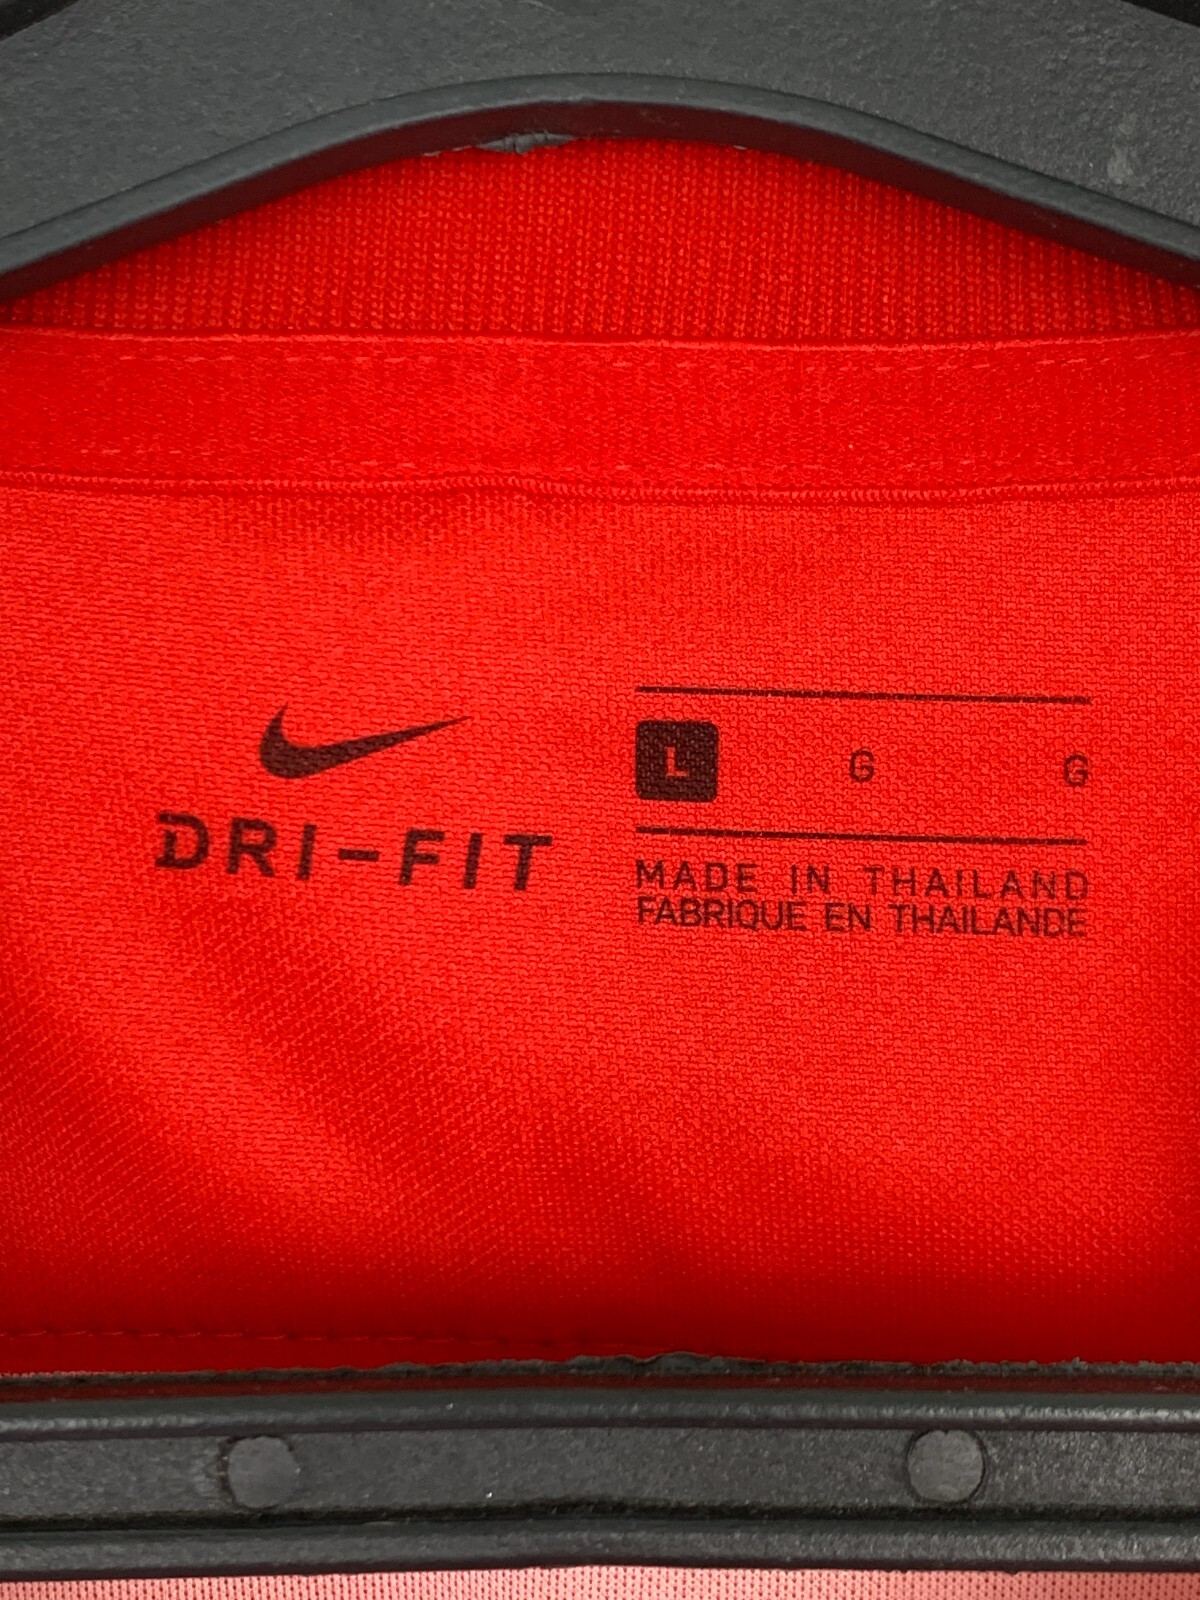 DRI-FIT
L G G
MADE IN THAILAND
FABRIQUE EN THAILANDE